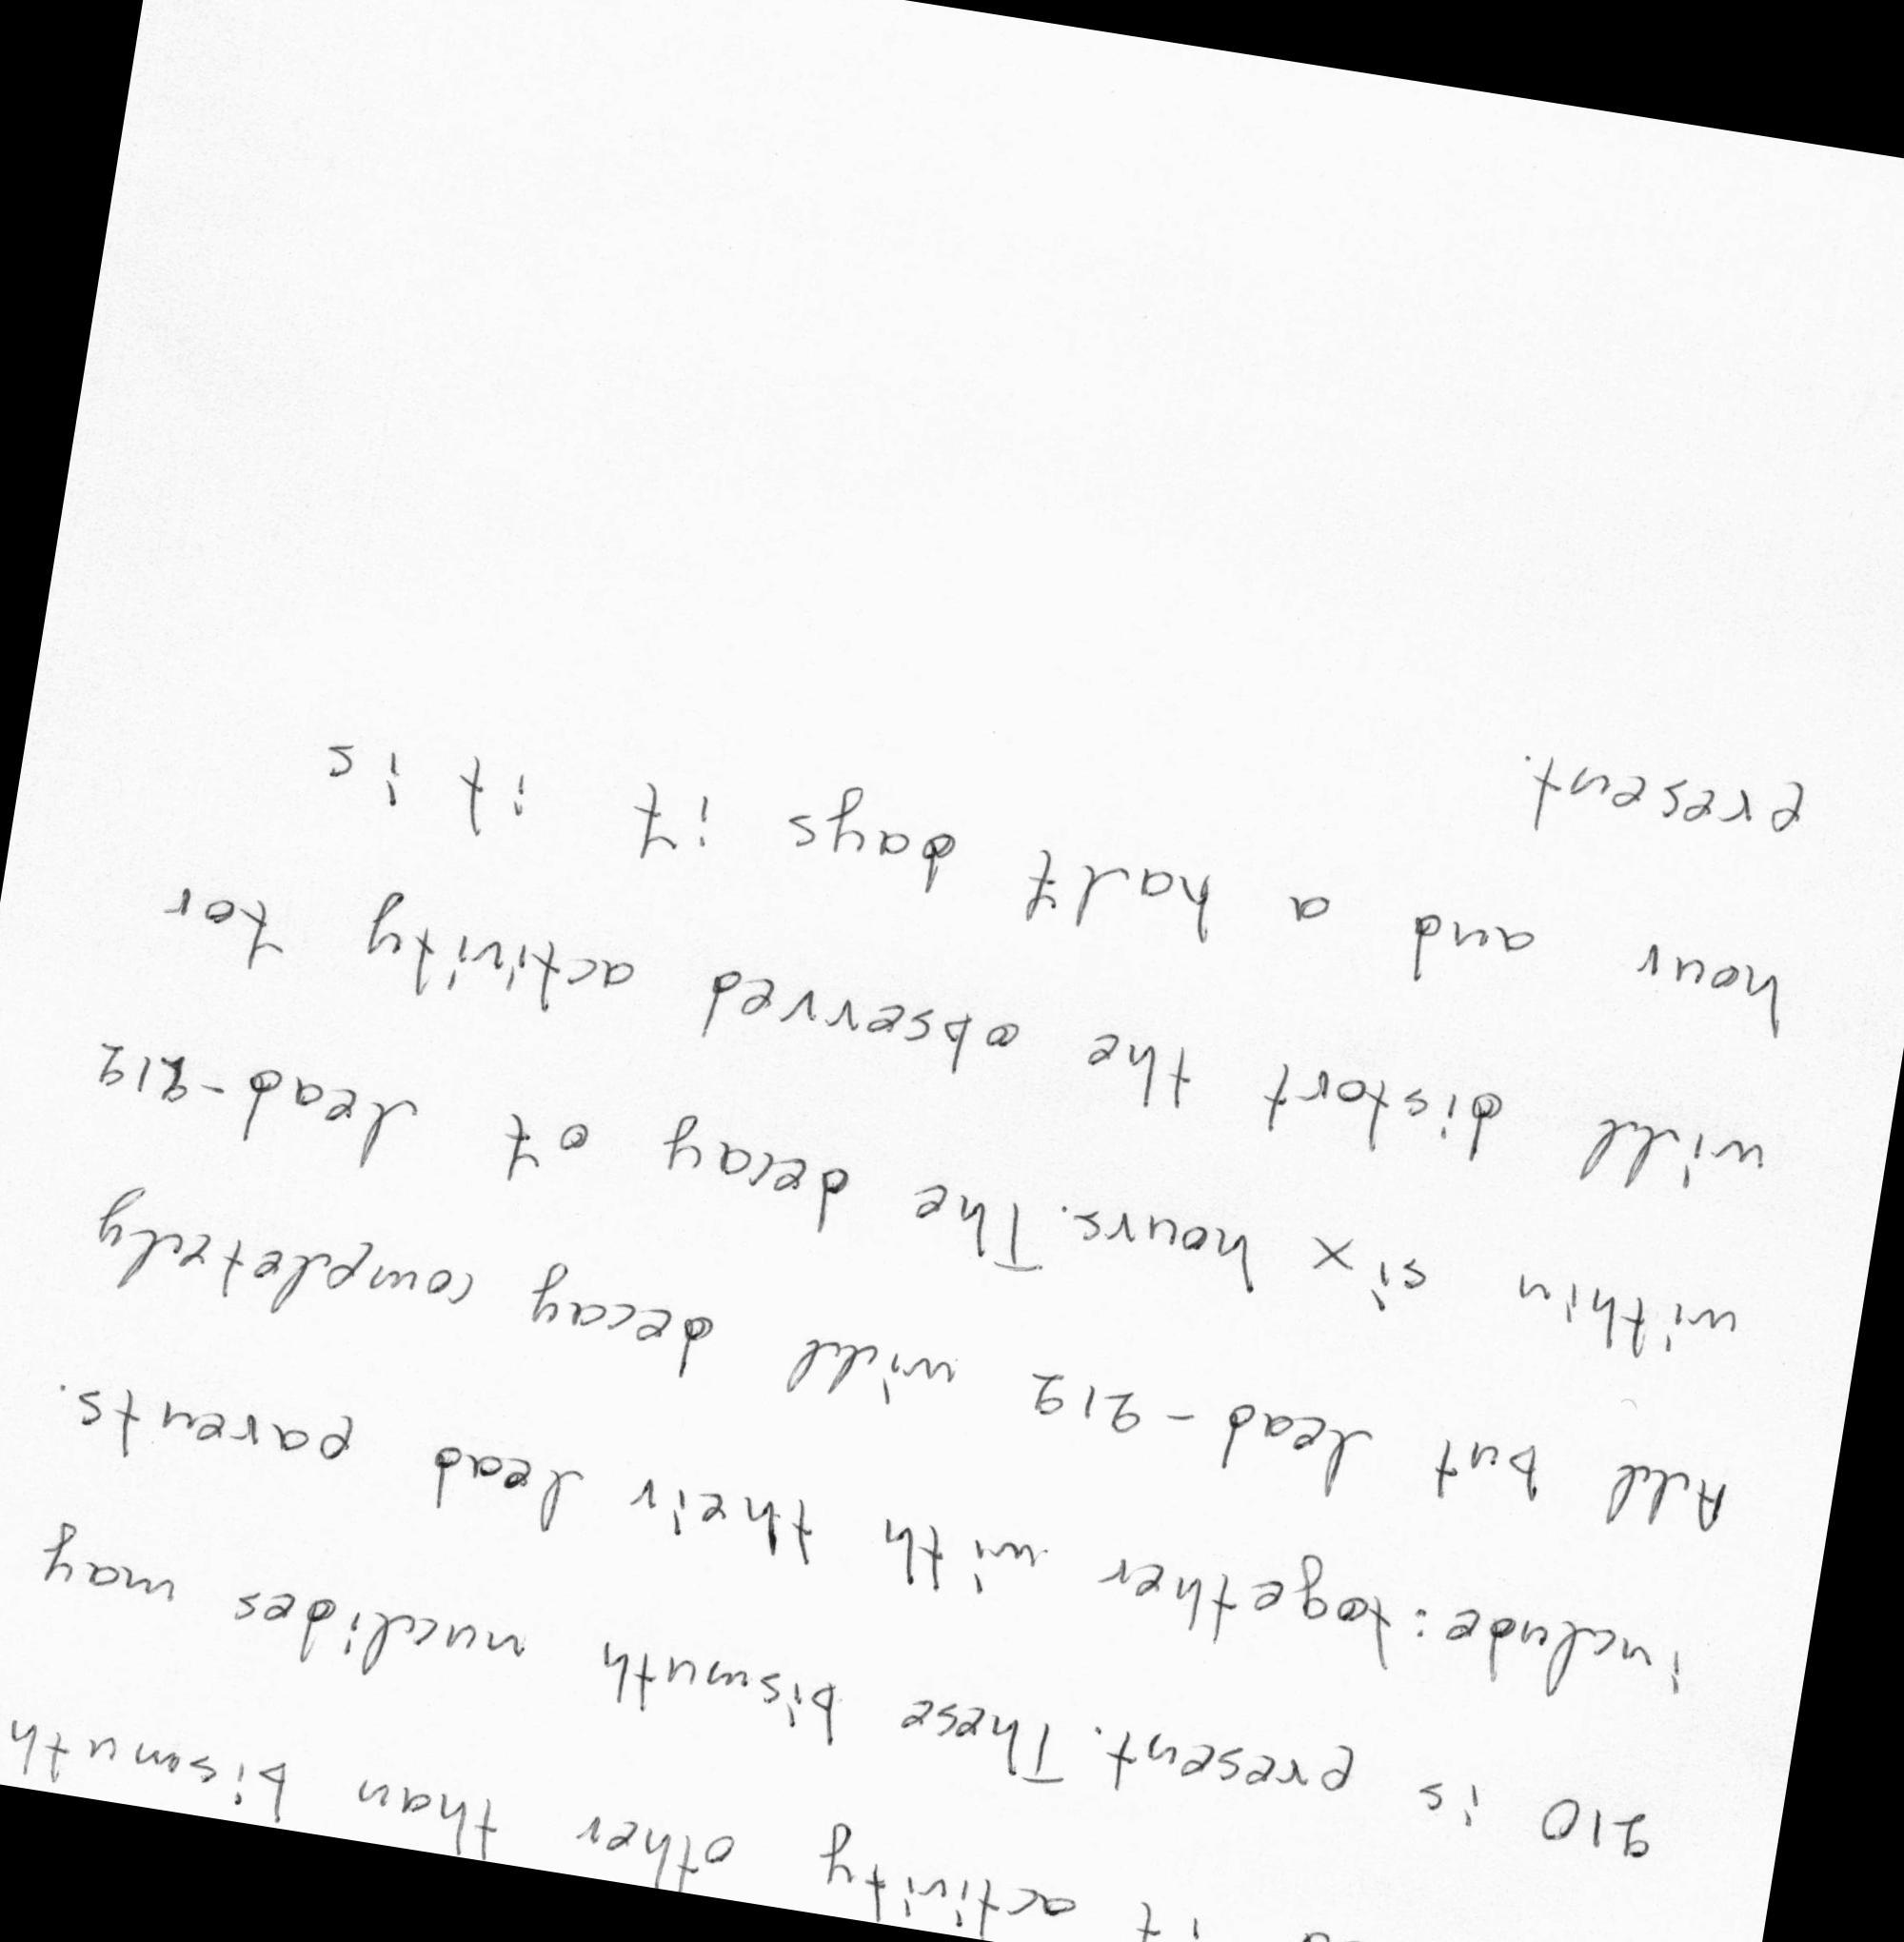 it activity other than bismuth
210 is present. These bismuth nuclides may
include: together with their lead parents.
All but lead-212 will decay completely
within six hours. The decay of lead-212
will distort the observed activity for
hour and a half days if it is
present.